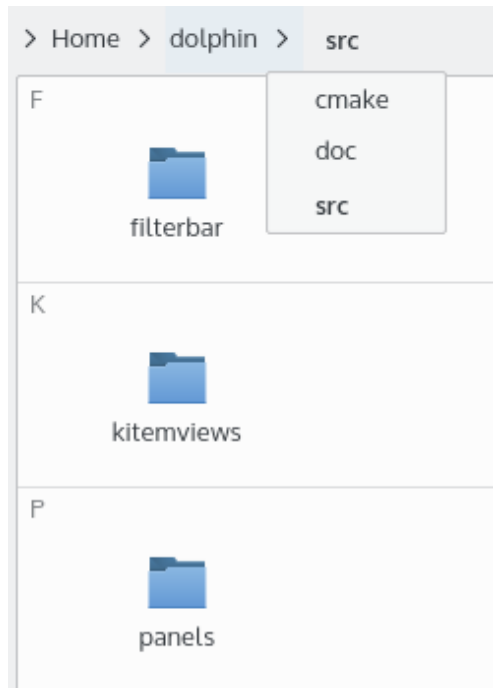 > Home > dolphin > src
cmake
doc
src
F
filterbar
K
kitemviews
P
panels